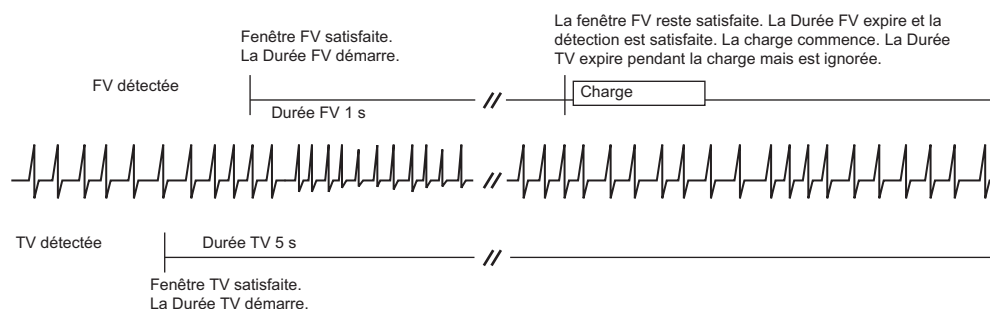 La fenêtre FV reste satisfaite. La Durée FV expire et la
détection est satisfaite. La charge commence. La Durée
TV expire pendant la charge mais est ignorée.
Fenêtre FV satisfaite.
La Durée FV démarre.
FV détectée
Charge
Durée FV 1 s
TV détectée
Durée TV 5 s
Fenêtre TV satisfaite.
La Durée TV démarre.